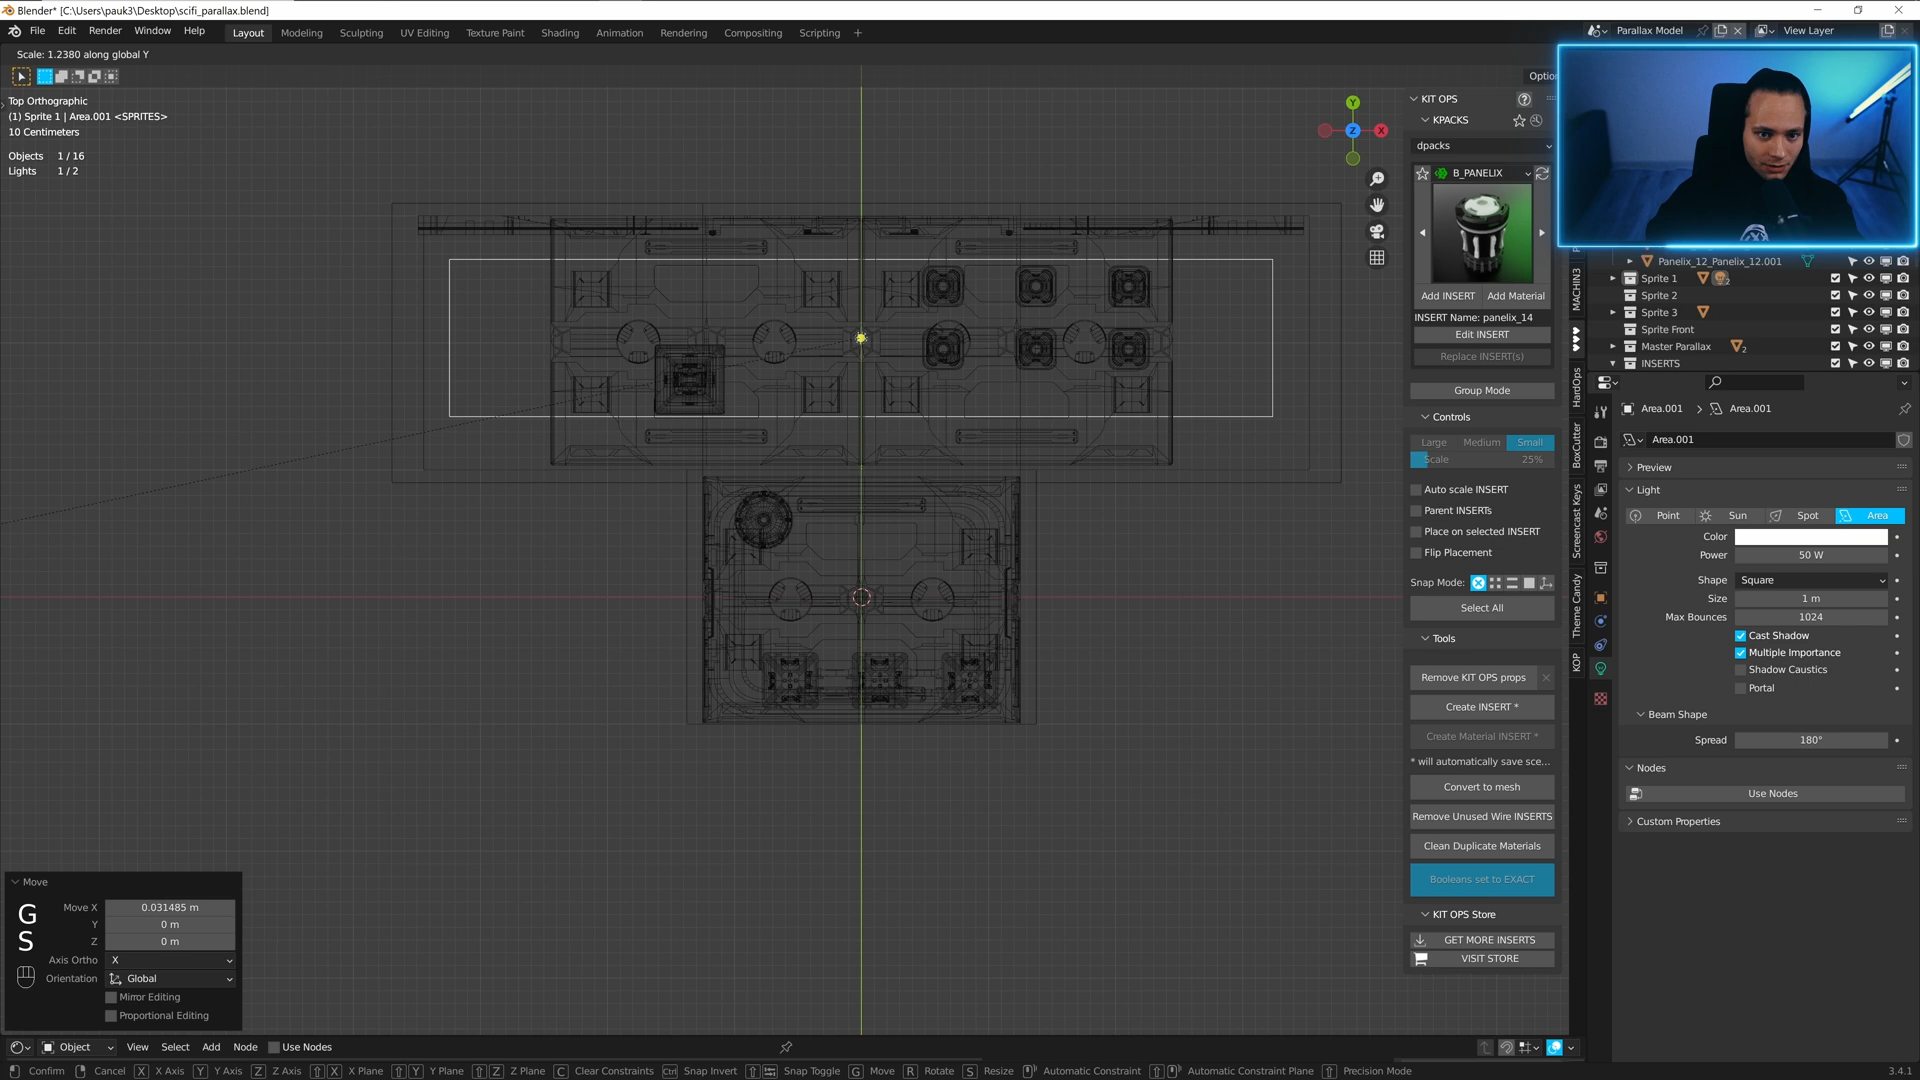 Blender* [C:\Users\pauk3\Desktop\scifi_parallax.blend]
File Edit Render Window Help Layout Modeling Sculpting UV Editing Texture Paint Shading Animation Rendering Compositing Scripting + Parallax Model View Layer
Scale: 1.2380 along global Y
Optio
Top Orthographic
(1) Sprite 1 | Area.001 <SPRITES>
10 Centimeters
Objects 1 / 16
Lights 1 / 2
Y
Z
X
KIT OPS
KPACKS
dpacks
B_PANELIX
Add INSERT Add Material
INSERT Name: panelix_14
Edit INSERT
Replace INSERT(s)
Group Mode
Controls
Large Medium Small
Scale 25%
Auto scale INSERT
Parent INSERTs
Place on selected INSERT
Flip Placement
Snap Mode:
Select All
Tools
Remove KIT OPS props
Create INSERT *
Create Material INSERT *
* will automatically save sce...
Convert to mesh
Remove Unused Wire INSERTS
Clean Duplicate Materials
Booleans set to EXACT
KIT OPS Store
GET MORE INSERTS
VISIT STORE
MACHIN3
HardOps
BoxCutter
Screencast Keys
Theme Candy
KOP
Panelix_12_Panelix_12.001
Sprite 1 2
Sprite 2
Sprite 3
Sprite Front
Master Parallax 2
INSERTS
Area.001 > Area.001
Area.001
Preview
Light
Point Sun Spot Area
Color
Power 50 W
Shape Square
Size 1 m
Max Bounces 1024
Cast Shadow
Multiple Importance
Shadow Caustics
Portal
Beam Shape
Spread 180°
Nodes
Use Nodes
Custom Properties
Move
Move X 0.031485 m
Y 0 m
Z 0 m
Axis Ortho X
Orientation Global
Mirror Editing
Proportional Editing
G
S
Object View Select Add Node Use Nodes
Confirm Cancel X X Axis Y Y Axis Z Z Axis X X Plane Y Y Plane Z Z Plane C Clear Constraints Ctrl Snap Invert Snap Toggle G Move R Rotate S Resize Automatic Constraint Automatic Constraint Plane Precision Mode 3.4.1